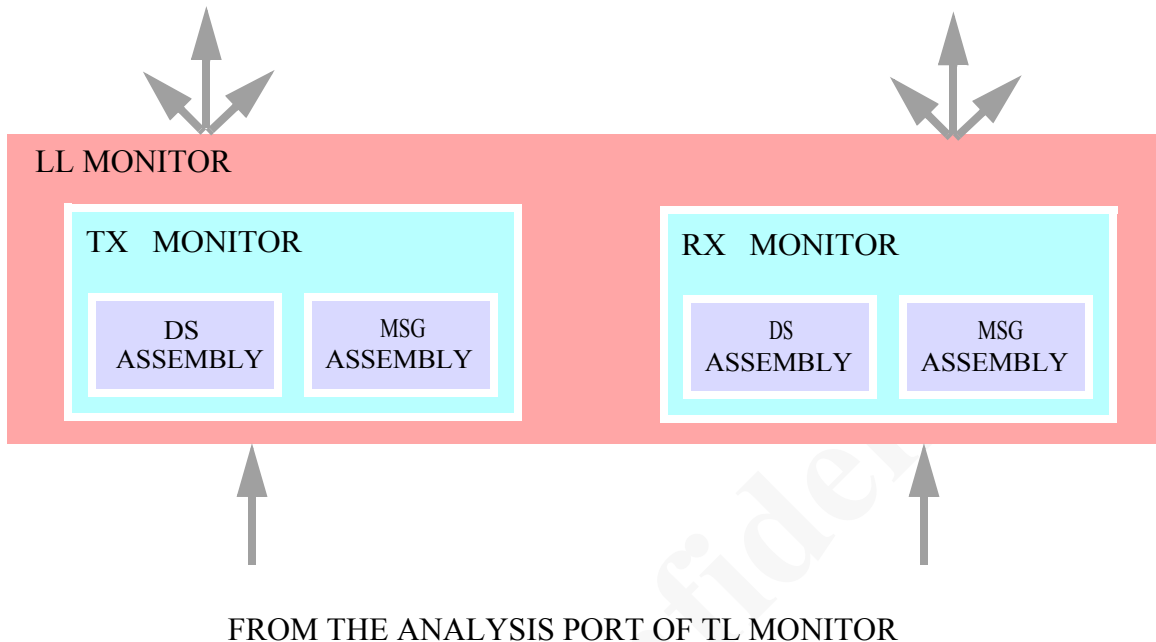 LL MONITOR
TX MONITOR
DS
ASSEMBLY
MSG
ASSEMBLY
RX MONITOR
DS
ASSEMBLY
MSG
ASSEMBLY
FROM THE ANALYSIS PORT OF TL MONITOR